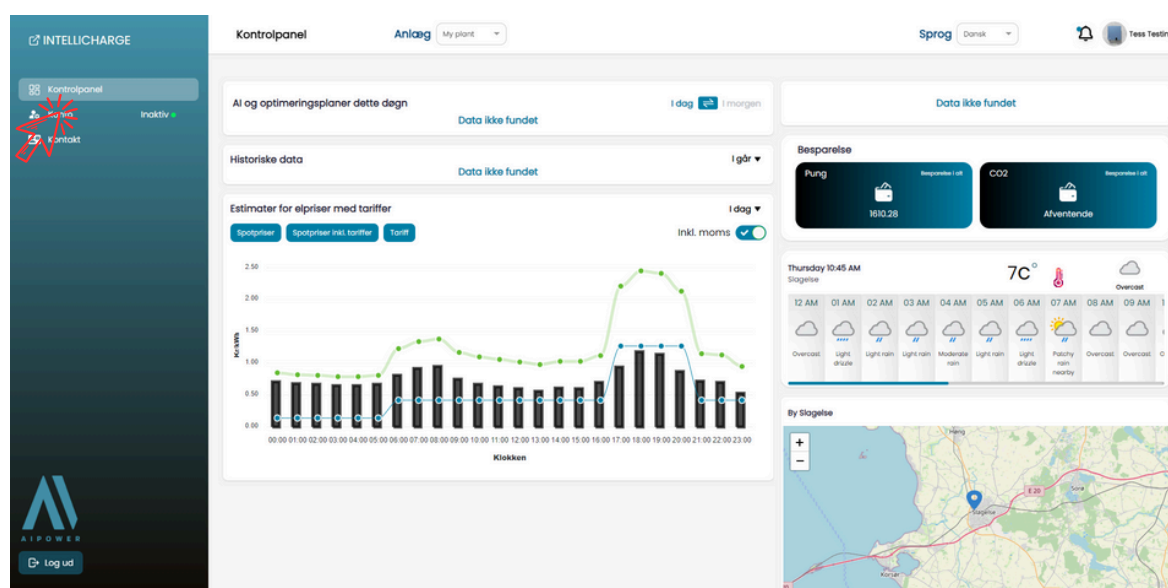 INTELLICHARGE
Kontrolpanel
Inaktiv
Kontakt
AIPOWER
Log ud
Kontrolpanel
Anlæg My plant
Sprog Dansk
Tess Testin
AI og optimeringsplaner dette døgn
I dag I morgen
Data ikke fundet
Historiske data
I går ▼
Data ikke fundet
Estimater for elpriser med tariffer
I dag ▼
Spotpriser Spotpriser inkl. tariffer Tariff
Inkl. moms
Kr/kWh
2.50
2.00
1.50
1.00
0.50
0.00
00:00 01:00 02:00 03:00 04:00 05:00 06:00 07:00 08:00 09:00 10:00 11:00 12:00 13:00 14:00 15:00 16:00 17:00 18:00 19:00 20:00 21:00 22:00 23:00
Klokken
Data ikke fundet
Besparelse
Pung
Besparelse i alt
1610.28
CO2
Besparelse i alt
Afventende
Thursday 10:45 AM
Slagelse
7C°
Overcast
12 AM 01 AM 02 AM 03 AM 04 AM 05 AM 06 AM 07 AM 08 AM 09 AM
Overcast Light drizzle Light rain Light rain Moderate rain Light rain Light drizzle Patchy rain nearby Overcast Overcast
By Slagelse
+
−
Høng
E 20
Sorø
Slagelse
Korsør